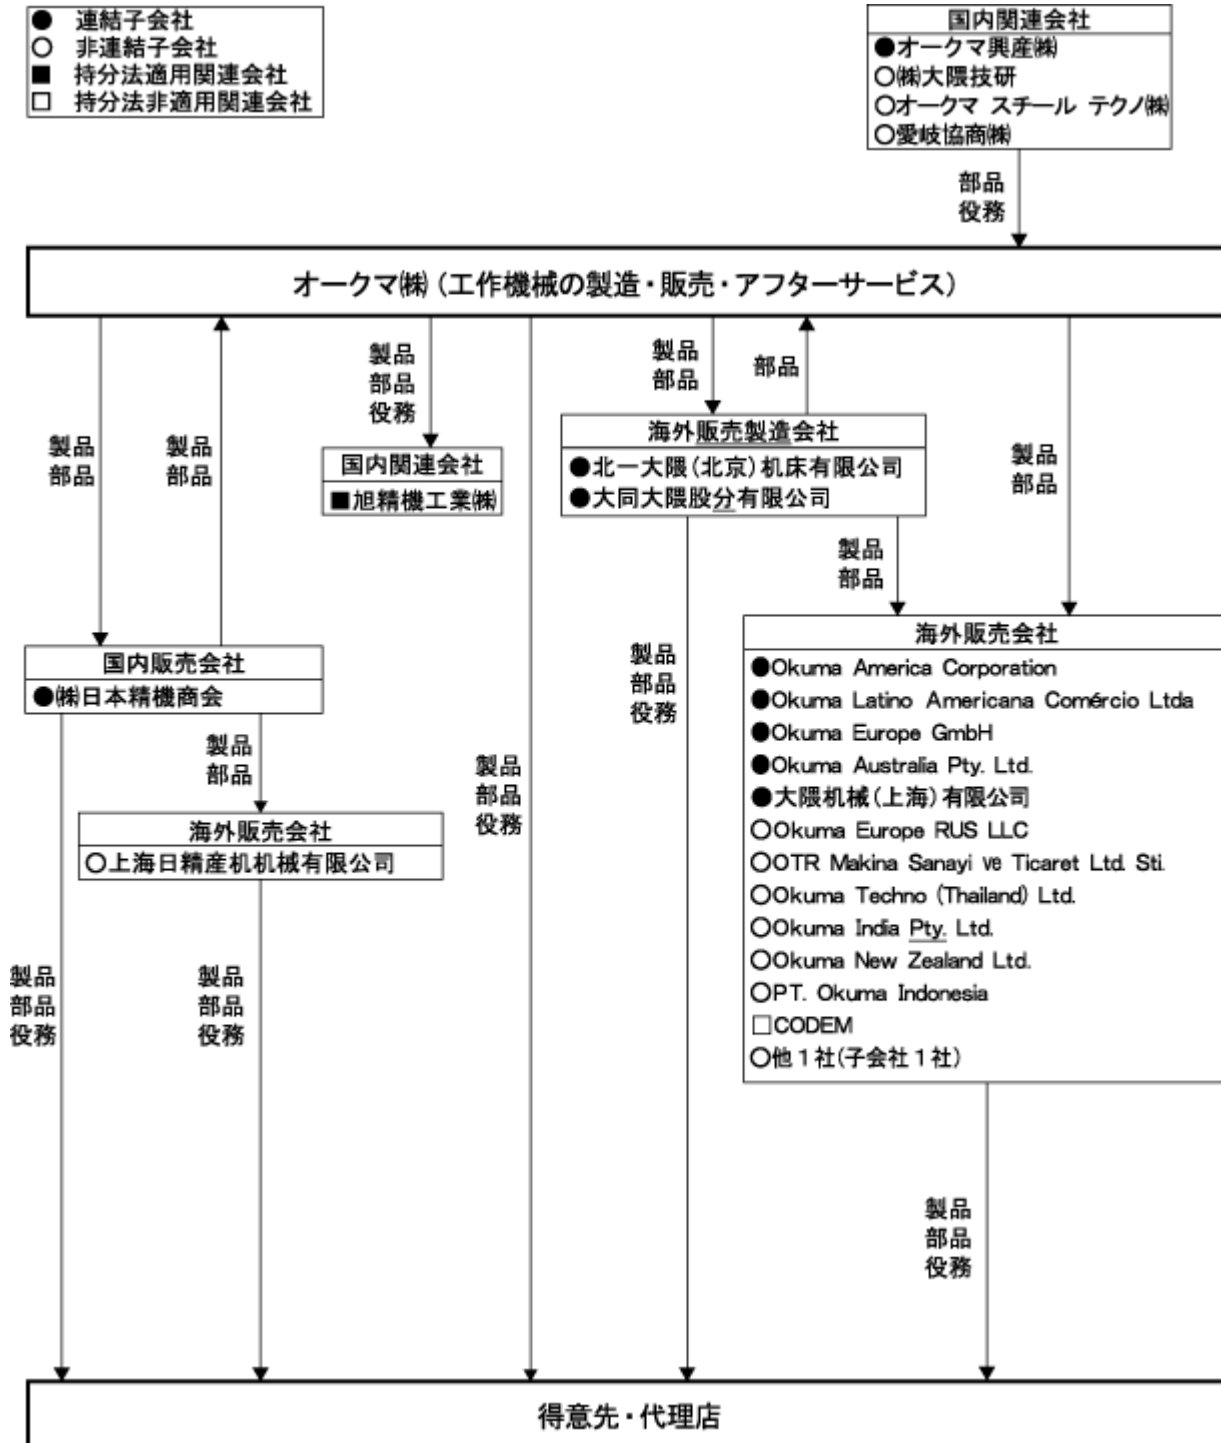 ● 連結子会社
○ 非連結子会社
■ 持分法適用関連会社
□ 持分法非適用関連会社
国内関連会社
●オークマ興産㈱
○㈱大隈技研
○オークマ スチール テクノ㈱
○愛岐協商㈱
部品
役務
オークマ㈱(工作機械の製造・販売・アフターサービス)
製品
部品
製品
部品
製品
部品
役務
製品
部品
部品
製品
部品
国内関連会社
■旭精機工業㈱
海外販売製造会社
●北一大隈(北京)机床有限公司
●大同大隈股分有限公司
製品
部品
国内販売会社
●㈱日本精機商会
製品
部品
海外販売会社
○上海日精産机机械有限公司
製品
部品
役務
製品
部品
役務
製品
部品
役務
製品
部品
役務
海外販売会社
●Okuma America Corporation
●Okuma Latino Americana Comércio Ltda
●Okuma Europe GmbH
●Okuma Australia Pty. Ltd.
●大隈机械(上海)有限公司
○Okuma Europe RUS LLC
○OTR Makina Sanayi ve Ticaret Ltd. Sti.
○Okuma Techno (Thailand) Ltd.
○Okuma India Pty. Ltd.
○Okuma New Zealand Ltd.
○PT. Okuma Indonesia
□CODEM
○他1社(子会社1社)
製品
部品
役務
得意先・代理店